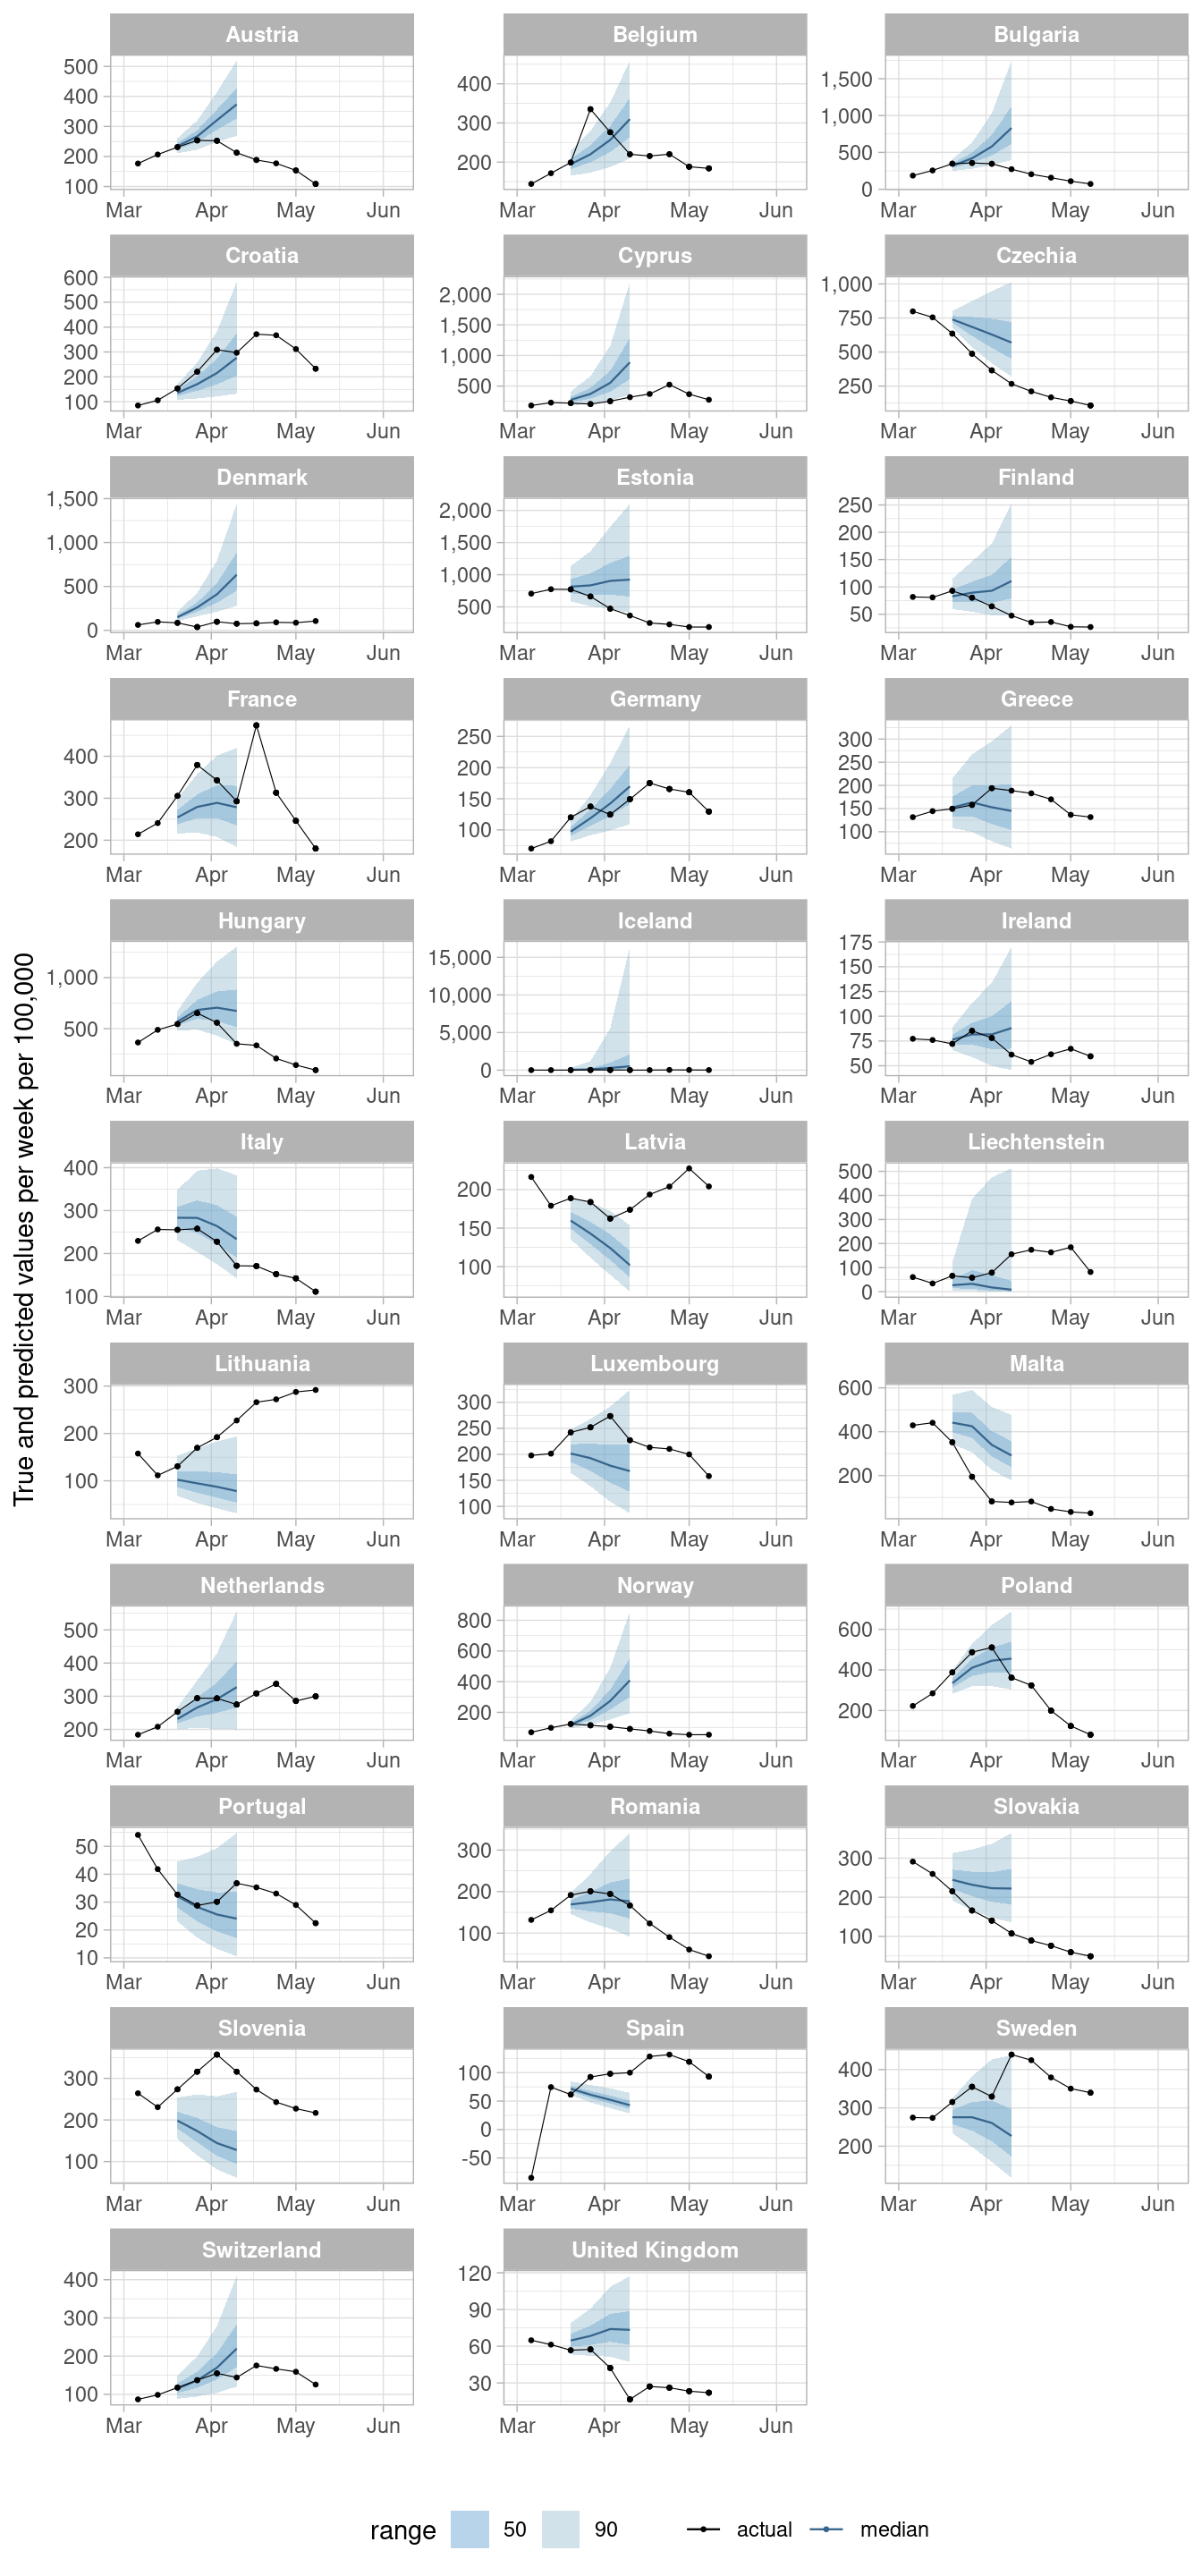 True and predicted values per week per 100,000
Austria
500
400
300
200
100
Mar Apr May Jun
Belgium
400
300
200
Mar Apr May Jun
Bulgaria
1,500
1,000
500
0
Mar Apr May Jun
Croatia
600
500
400
300
200
100
Mar Apr May Jun
Cyprus
2,000
1,500
1,000
500
Mar Apr May Jun
Czechia
1,000
750
500
250
Mar Apr May Jun
Denmark
1,500
1,000
500
0
Mar Apr May Jun
Estonia
2,000
1,500
1,000
500
Mar Apr May Jun
Finland
250
200
150
100
50
Mar Apr May Jun
France
400
300
200
Mar Apr May Jun
Germany
250
200
150
100
Mar Apr May Jun
Greece
300
250
200
150
100
Mar Apr May Jun
Hungary
1,000
500
Mar Apr May Jun
Iceland
15,000
10,000
5,000
0
Mar Apr May Jun
Ireland
175
150
125
100
75
50
Mar Apr May Jun
Italy
400
300
200
100
Mar Apr May Jun
Latvia
200
150
100
Mar Apr May Jun
Liechtenstein
500
400
300
200
100
0
Mar Apr May Jun
Lithuania
300
200
100
Mar Apr May Jun
Luxembourg
300
250
200
150
100
Mar Apr May Jun
Malta
600
400
200
Mar Apr May Jun
Netherlands
500
400
300
200
Mar Apr May Jun
Norway
800
600
400
200
Mar Apr May Jun
Poland
600
400
200
Mar Apr May Jun
Portugal
50
40
30
20
10
Mar Apr May Jun
Romania
300
200
100
Mar Apr May Jun
Slovakia
300
200
100
Mar Apr May Jun
Slovenia
300
200
100
Mar Apr May Jun
Spain
100
50
0
-50
Mar Apr May Jun
Sweden
400
300
200
Mar Apr May Jun
Switzerland
400
300
200
100
Mar Apr May Jun
United Kingdom
120
90
60
30
Mar Apr May Jun
range 50 90 actual median